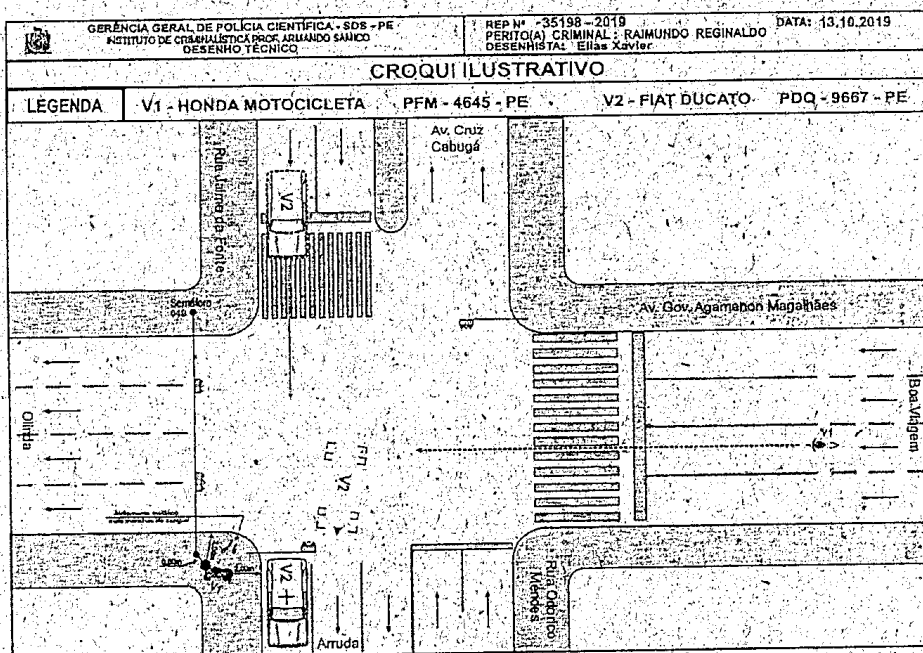 GERÊNCIA GERAL DE POLÍCIA CIENTÍFICA - SDS - PE
INSTITUTO DE CRIMINALÍSTICA PROF. ARMANDO SAMICO
DESENHO TÉCNICO
REP Nº -35198-2019
DATA: 13.10.2019
PERITO(A) CRIMINAL: RAIMUNDO REGINALDO
DESENHISTA: Elias Xavier
CROQUI ILUSTRATIVO
LEGENDA
V1 - HONDA MOTOCICLETA PFM - 4645 - PE
V2 - FIAT DUCATO PDQ - 9667 - PE
Rua Jaime da Fonte
V2
Av. Cruz
Cabugá
Semáforo
Av. Gov. Agamenon Magalhães
Olinda
Boa Viagem
V1
V2
V2
Arruda
Rua Odorico
Mendes